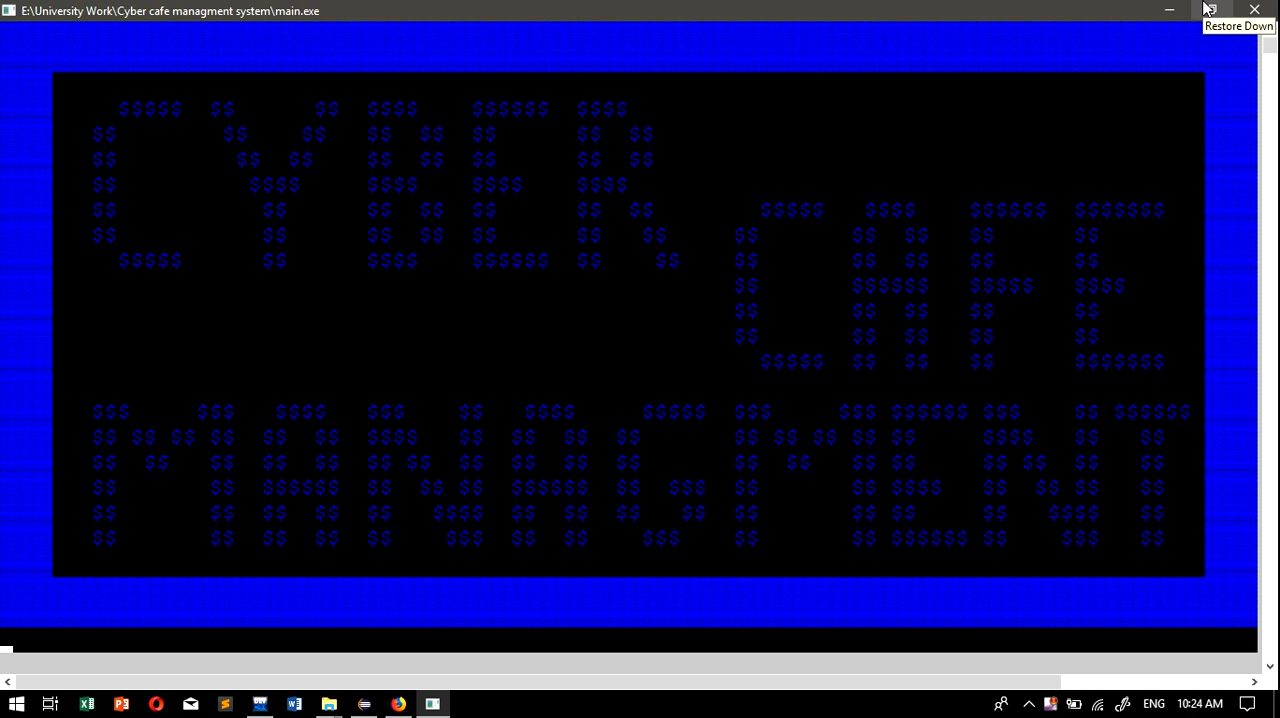 E:\University Work\Cyber cafe managment system\main.exe
Restore Down
CYBER
CAFE
MANAGMENT
ENG 10:24 AM